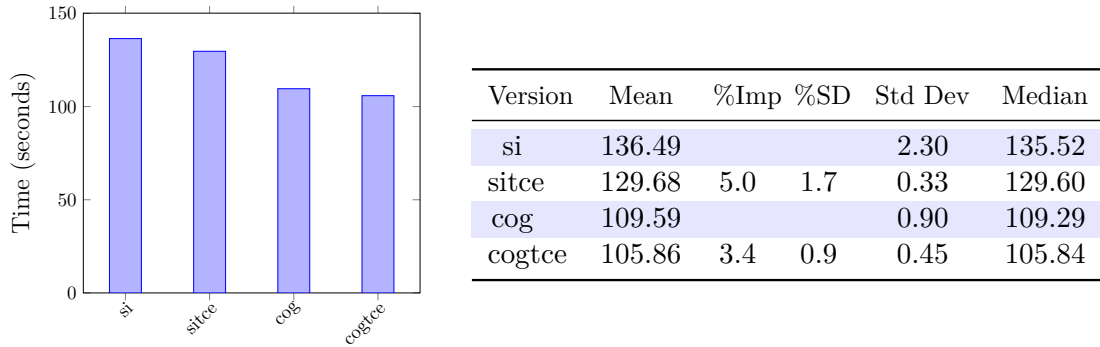 150
100
50
0
Time (seconds)
si
sitce
cog
cogtce
Version Mean %Imp %SD Std Dev Median
si 136.49 2.30 135.52
sitce 129.68 5.0 1.7 0.33 129.60
cog 109.59 0.90 109.29
cogtce 105.86 3.4 0.9 0.45 105.84